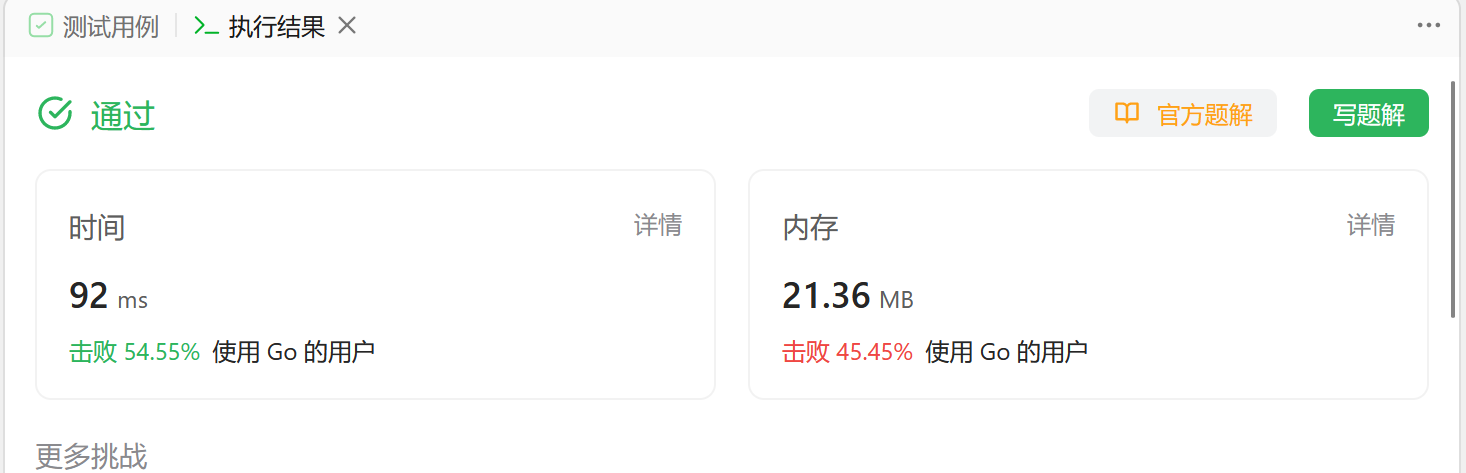 测试用例 执行结果
通过 官方题解 写题解
时间 详情
92 ms
击败 54.55% 使用 Go 的用户
内存 详情
21.36 MB
击败 45.45% 使用 Go 的用户
更多挑战